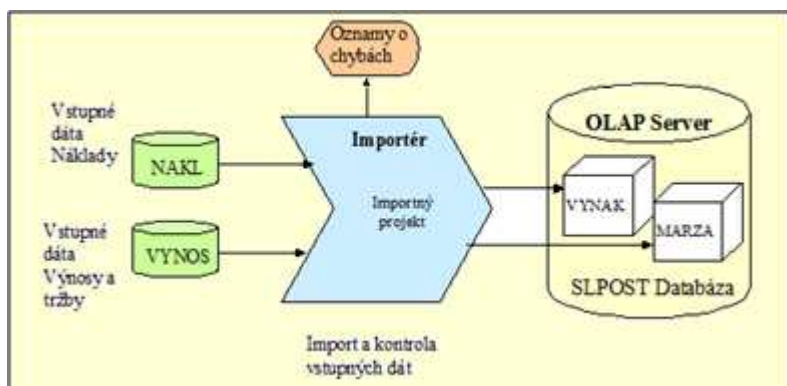 Oznamy o
chybách
Vstupné
dáta
Náklady
NAKL
Importér
Importný
projekt
OLAP Server
VYNAK
MARZA
SLPOST Databáza
Vstupné
dáta
Výnosy a
tržby
VYNOS
Import a kontrola
vstupných dát